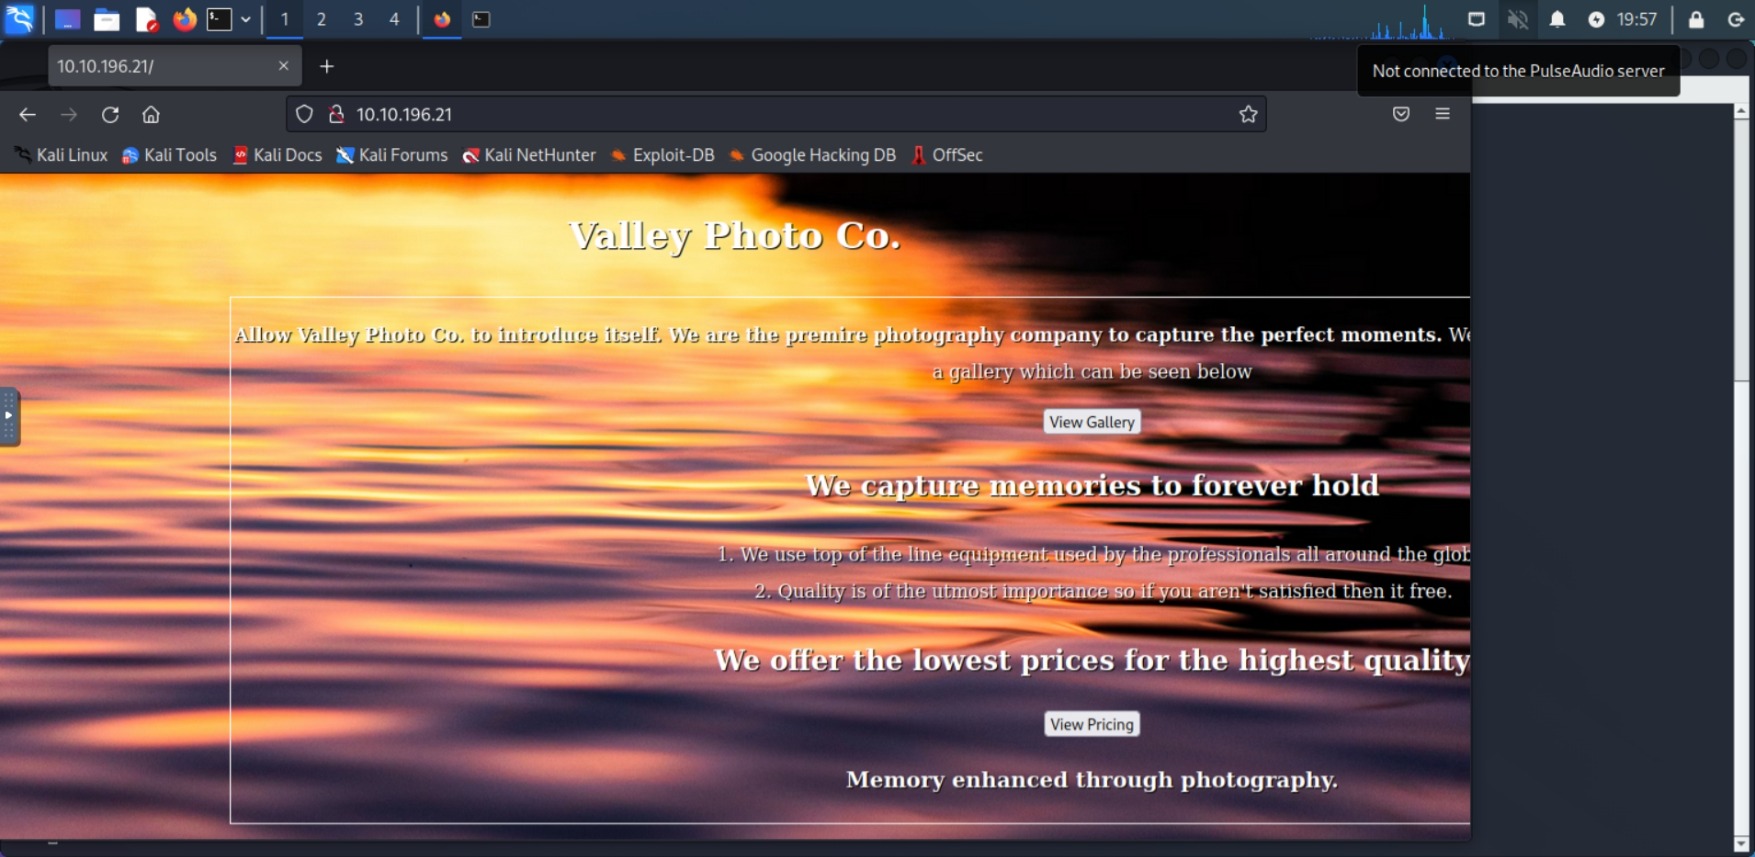 1 2 3 4 19:57
10.10.196.21/
Not connected to the PulseAudio server
10.10.196.21
Kali Linux Kali Tools Kali Docs Kali Forums Kali NetHunter Exploit-DB Google Hacking DB OffSec
Valley Photo Co.
Allow Valley Photo Co. to introduce itself. We are the premire photography company to capture the perfect moments. We
a gallery which can be seen below
View Gallery
We capture memories to forever hold
1. We use top of the line equipment used by the professionals all around the glob
2. Quality is of the utmost importance so if you aren't satisfied then it free.
We offer the lowest prices for the highest quality
View Pricing
Memory enhanced through photography.